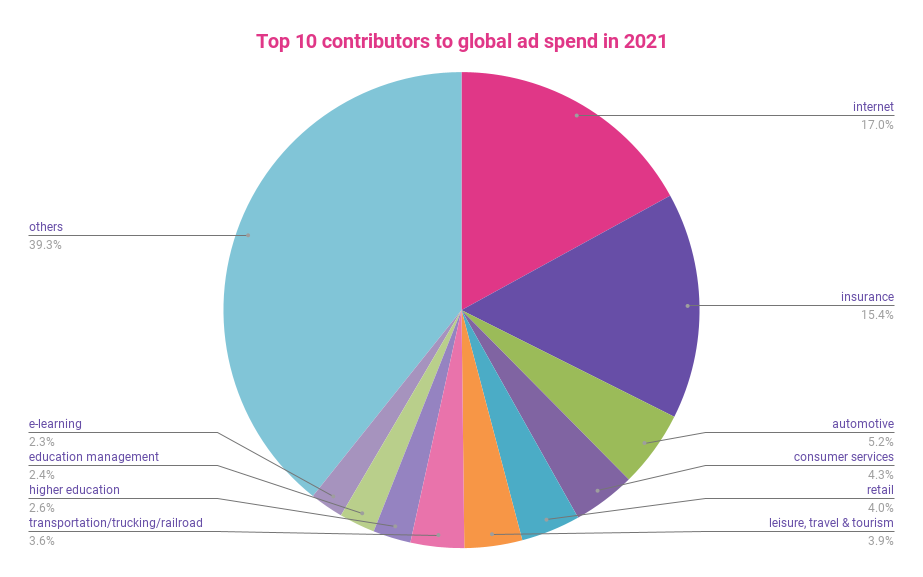 Top 10 contributors to global ad spend in 2021
internet
17.0%
others
39.3%
insurance
15.4%
e-learning
2.3%
automotive
5.2%
education management
2.4%
consumer services
4.3%
higher education
2.6%
retail
4.0%
transportation/trucking/railroad
3.6%
leisure, travel & tourism
3.9%